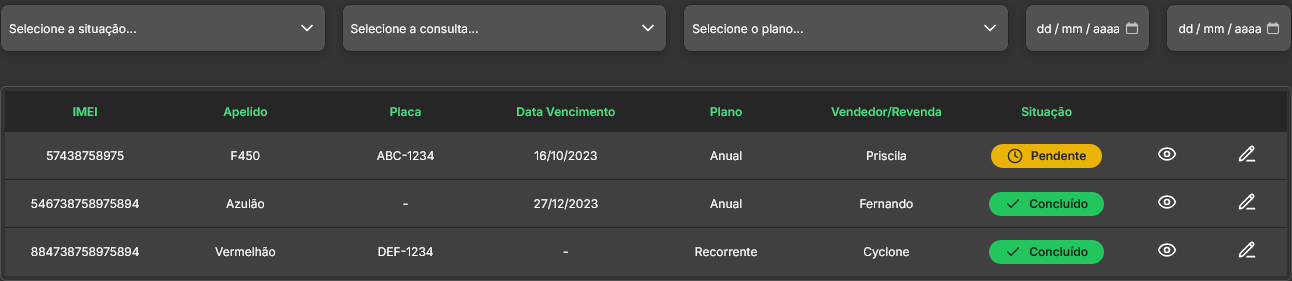 Selecione a situação... Selecione a consulta... Selecione o plano... dd / mm / aaaa dd / mm / aaaa
IMEI Apelido Placa Data Vencimento Plano Vendedor/Revenda Situação
57438758975 F450 ABC-1234 16/10/2023 Anual Priscila Pendente
546738758975894 Azulão - 27/12/2023 Anual Fernando Concluído
884738758975894 Vermelhão DEF-1234 - Recorrente Cyclone Concluído